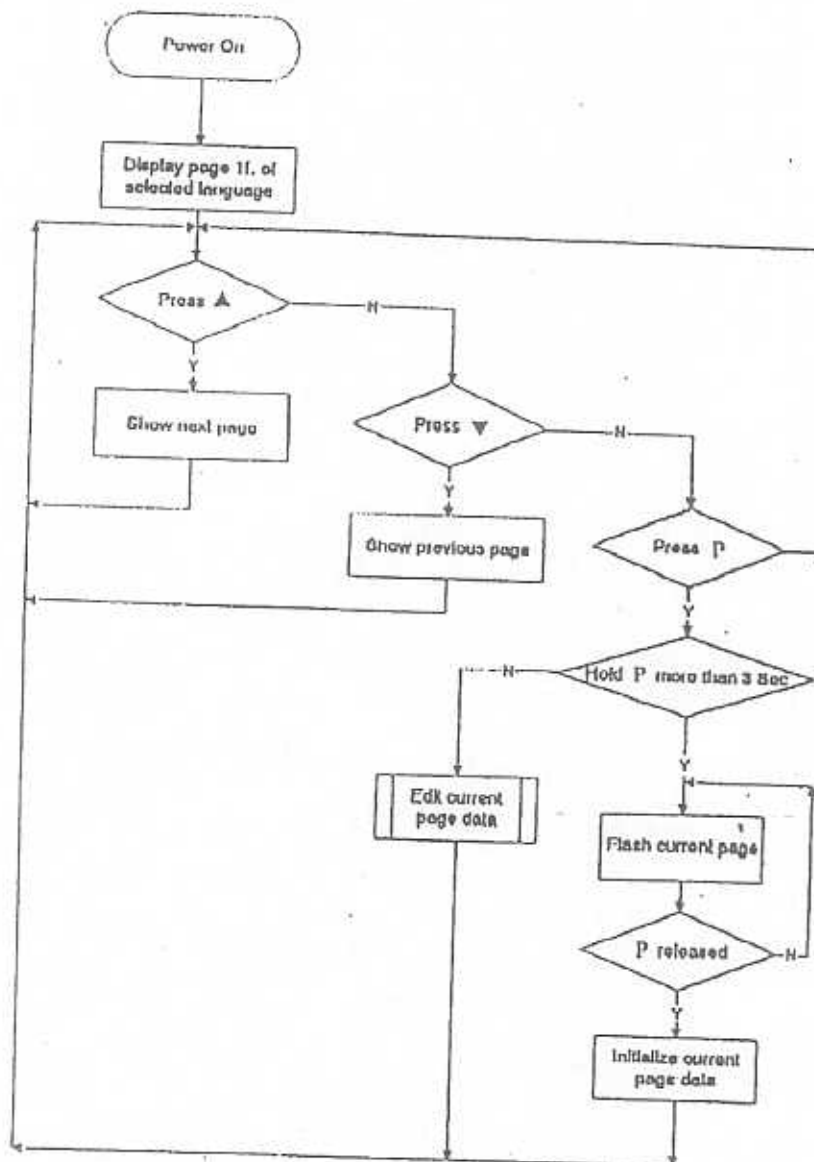 Power On
Display page 1f. of
selected language
Press ▲
N
Y
Show next page
Press ▼
N
Y
Show previous page
Press P
Y
Hold P more than 3 Sec
N
Y
Edit current
page data
Flash current page
P released
N
Y
Initialize current
page data